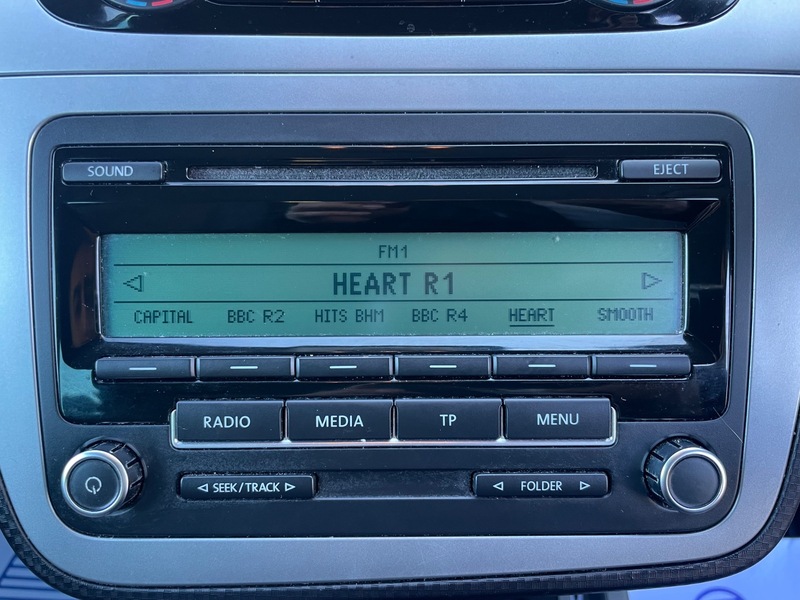 SOUND EJECT
FM1
HEART R1
CAPITAL BBC R2 HITS BHM BBC R4 HEART SMOOTH
RADIO MEDIA TP MENU
SEEK/TRACK FOLDER